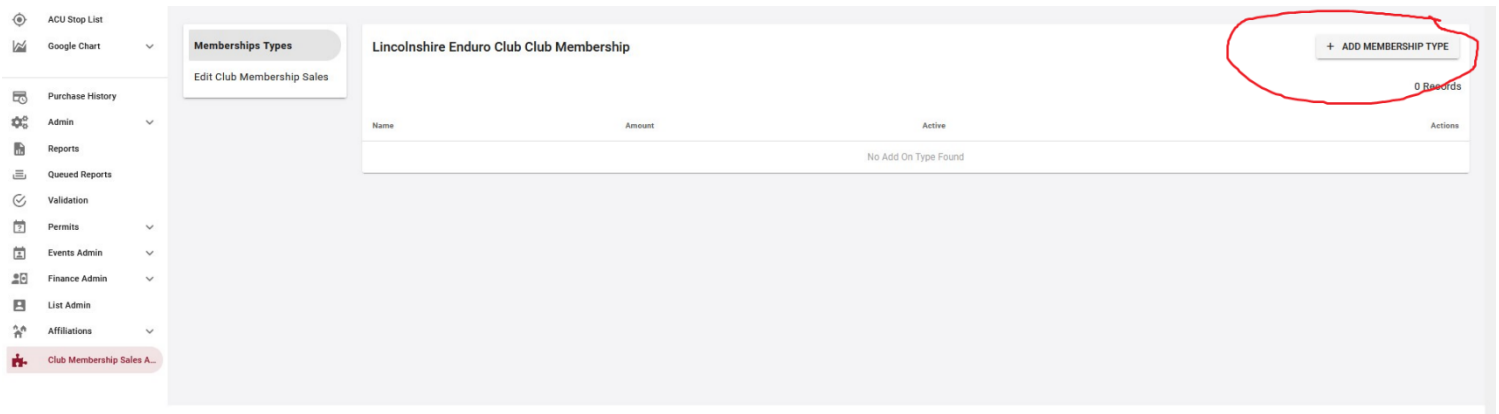 ACU Stop List
Google Chart
Purchase History
Admin
Reports
Queued Reports
Validation
Permits
Events Admin
Finance Admin
List Admin
Affiliations
Club Membership Sales A...
Memberships Types
Edit Club Membership Sales
Lincolnshire Enduro Club Club Membership
+ ADD MEMBERSHIP TYPE
0 Records
Name Amount Active Actions
No Add On Type Found